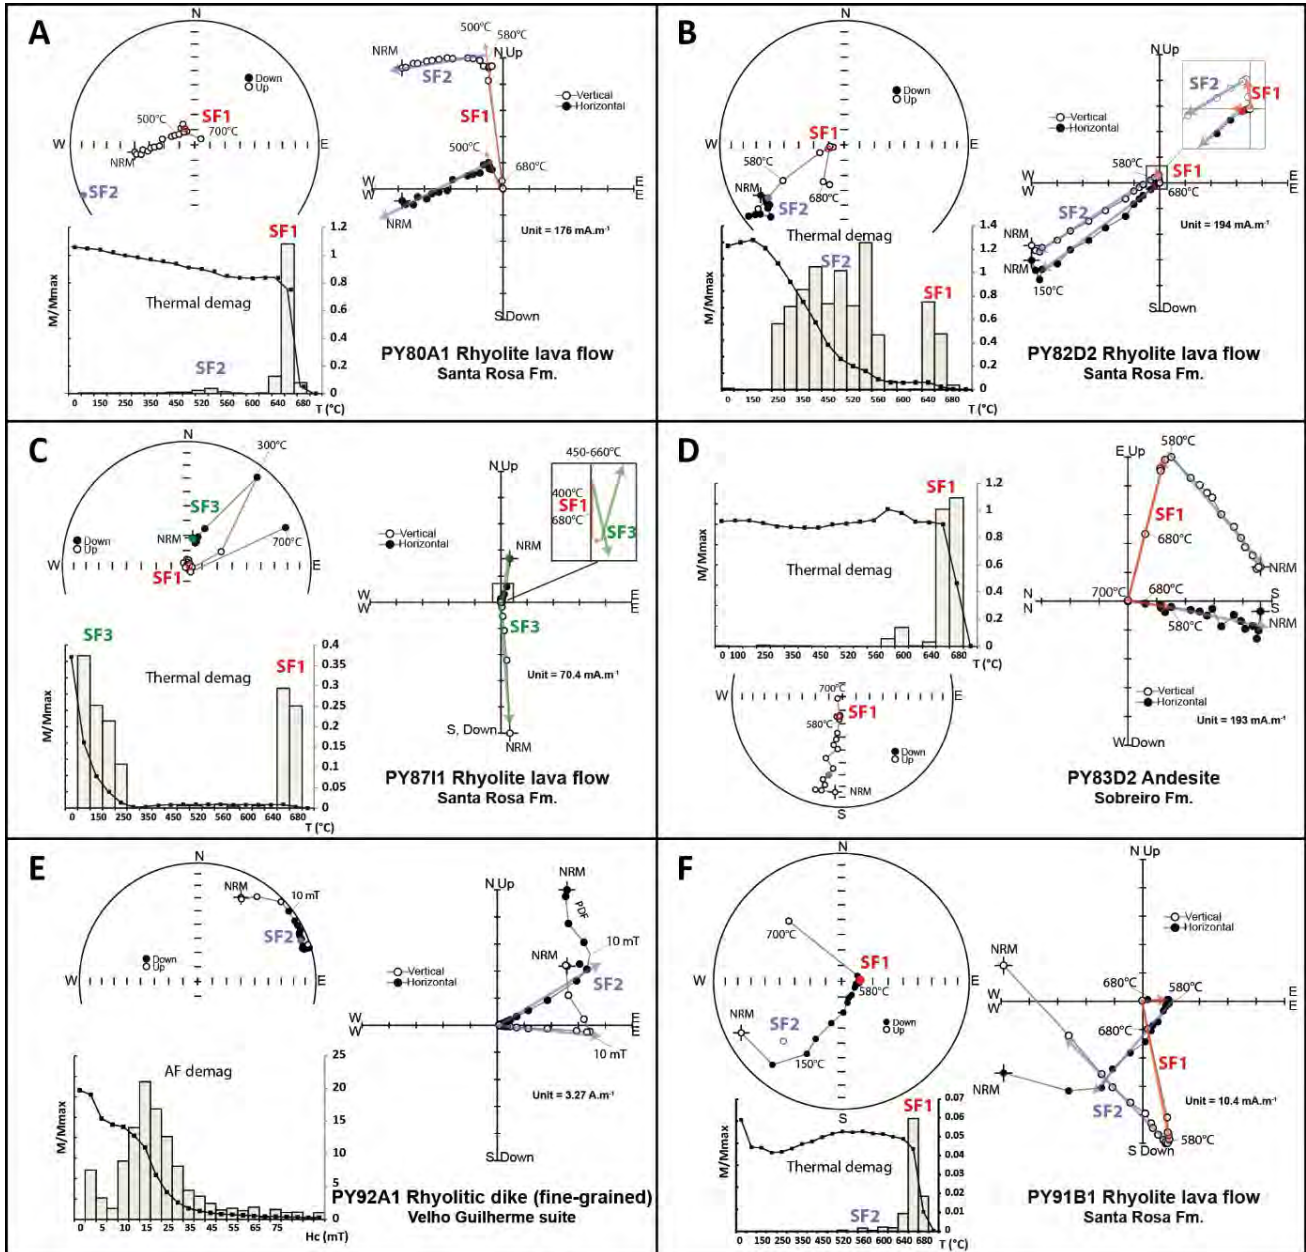 A
N
W
E
500°C
SF1
700°C
NRM
SF2
Down
Up
500°C
580°C
N Up
NRM
SF2
SF1
Vertical
Horizontal
500°C
680°C
W
W
E
E
NRM
Unit = 176 mA.m-1
S Down
SF1
1.2
1
0.8
0.6
0.4
0.2
0
M/Mmax
Thermal demag
SF2
0 150 350 450 520 580 640 680
T (°C)
PY80A1 Rhyolite lava flow
Santa Rosa Fm.
B
N
W
E
Down
Up
SF1
580°C
NRM
SF2
680°C
N Up
SF2
SF1
Vertical
Horizontal
580°C
SF1
680°C
W
W
E
E
SF2
NRM
NRM
150°C
Unit = 194 mA.m-1
S Down
Thermal demag
SF2
SF1
1.4
1.2
1
0.8
0.6
0.4
0.2
0
M/Mmax
0 150 350 450 520 580 640 680
T (°C)
PY82D2 Rhyolite lava flow
Santa Rosa Fm.
C
N
300°C
SF3
NRM
Down
Up
W
E
SF1
700°C
N Up
450-660°C
400°C
SF1
680°C
SF3
Vertical
Horizontal
NRM
W
W
E
E
SF3
Unit = 70.4 mA.m-1
S, Down
NRM
SF3
SF1
Thermal demag
0.4
0.35
0.3
0.25
0.2
0.15
0.1
0.05
0
M/Mmax
0 50 150 250 350 450 520 580 640 680
T (°C)
PY87I1 Rhyolite lava flow
Santa Rosa Fm.
D
E Up
580°C
SF1
SF1
1.2
1
0.8
0.6
0.4
0.2
0
M/Mmax
Thermal demag
680°C
NRM
700°C
680°C
N
N
S
S
580°C
NRM
0 100 350 450 520 580 640 680
T (°C)
700°C
W
E
SF1
580°C
Down
Up
NRM
S
Vertical
Horizontal
Unit = 193 mA.m-1
W Down
PY83D2 Andesite
Sobreiro Fm.
E
N
NRM
10 mT
SF2
Down
Up
W
E
NRM
N Up
PDF
NRM
10 mT
SF2
Vertical
Horizontal
W
W
E
E
10 mT
Unit = 3.27 A.m-1
S Down
AF demag
25
20
15
10
5
0
M/Mmax
0 5 10 15 25 35 45 55 65 75
Hc (mT)
PY92A1 Rhyolitic dike (fine-grained)
Velho Guilherme suite
F
N
700°C
W
E
SF1
580°C
NRM
SF2
Down
Up
150°C
S
N Up
Vertical
Horizontal
NRM
680°C
580°C
W
W
E
E
680°C
SF1
NRM
SF2
Unit = 10.4 mA.m-1
580°C
S Down
SF1
0.07
0.06
0.05
0.04
0.03
0.02
0.01
0
M/Mmax
Thermal demag
SF2
0 150 350 450 520 580 640 680
T (°C)
PY91B1 Rhyolite lava flow
Santa Rosa Fm.